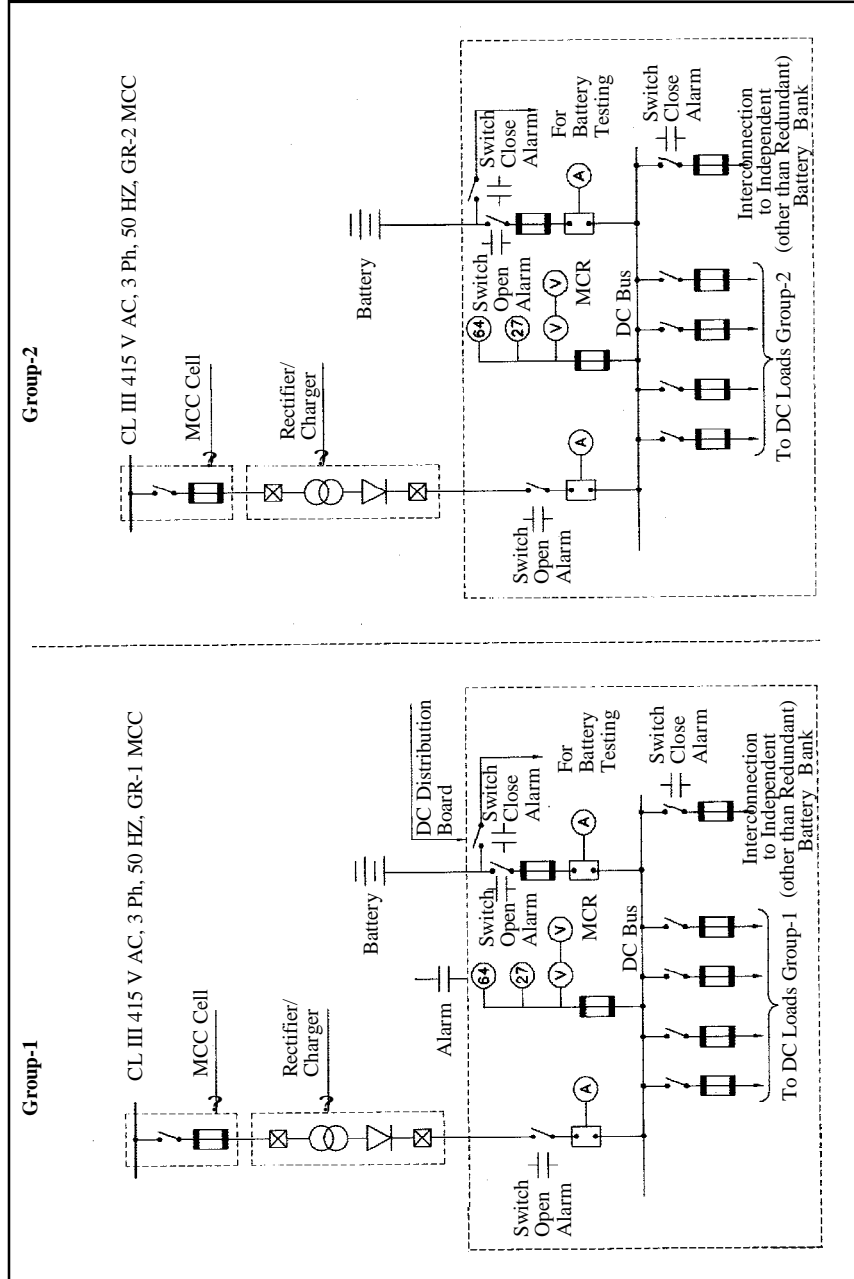 Group-1
CL III 415 V AC, 3 Ph, 50 HZ, GR-1 MCC
MCC Cell
Rectifier/
Charger
Battery
DC Distribution
Board
Alarm
64
27
V
V
MCR
Switch
Open
Alarm
Switch
Close
Alarm
A
For
Battery
Testing
Switch
Open
Alarm
A
DC Bus
Switch
Close
Alarm
To DC Loads Group-1
Interconnection
to Independent
(other than Redundant)
Battery Bank
Group-2
CL III 415 V AC, 3 Ph, 50 HZ, GR-2 MCC
MCC Cell
Rectifier/
Charger
Battery
64
27
V
V
MCR
Switch
Open
Alarm
Switch
Close
Alarm
A
For
Battery
Testing
Switch
Open
Alarm
A
DC Bus
Switch
Close
Alarm
To DC Loads Group-2
Interconnection
to Independent
(other than Redundant)
Battery Bank